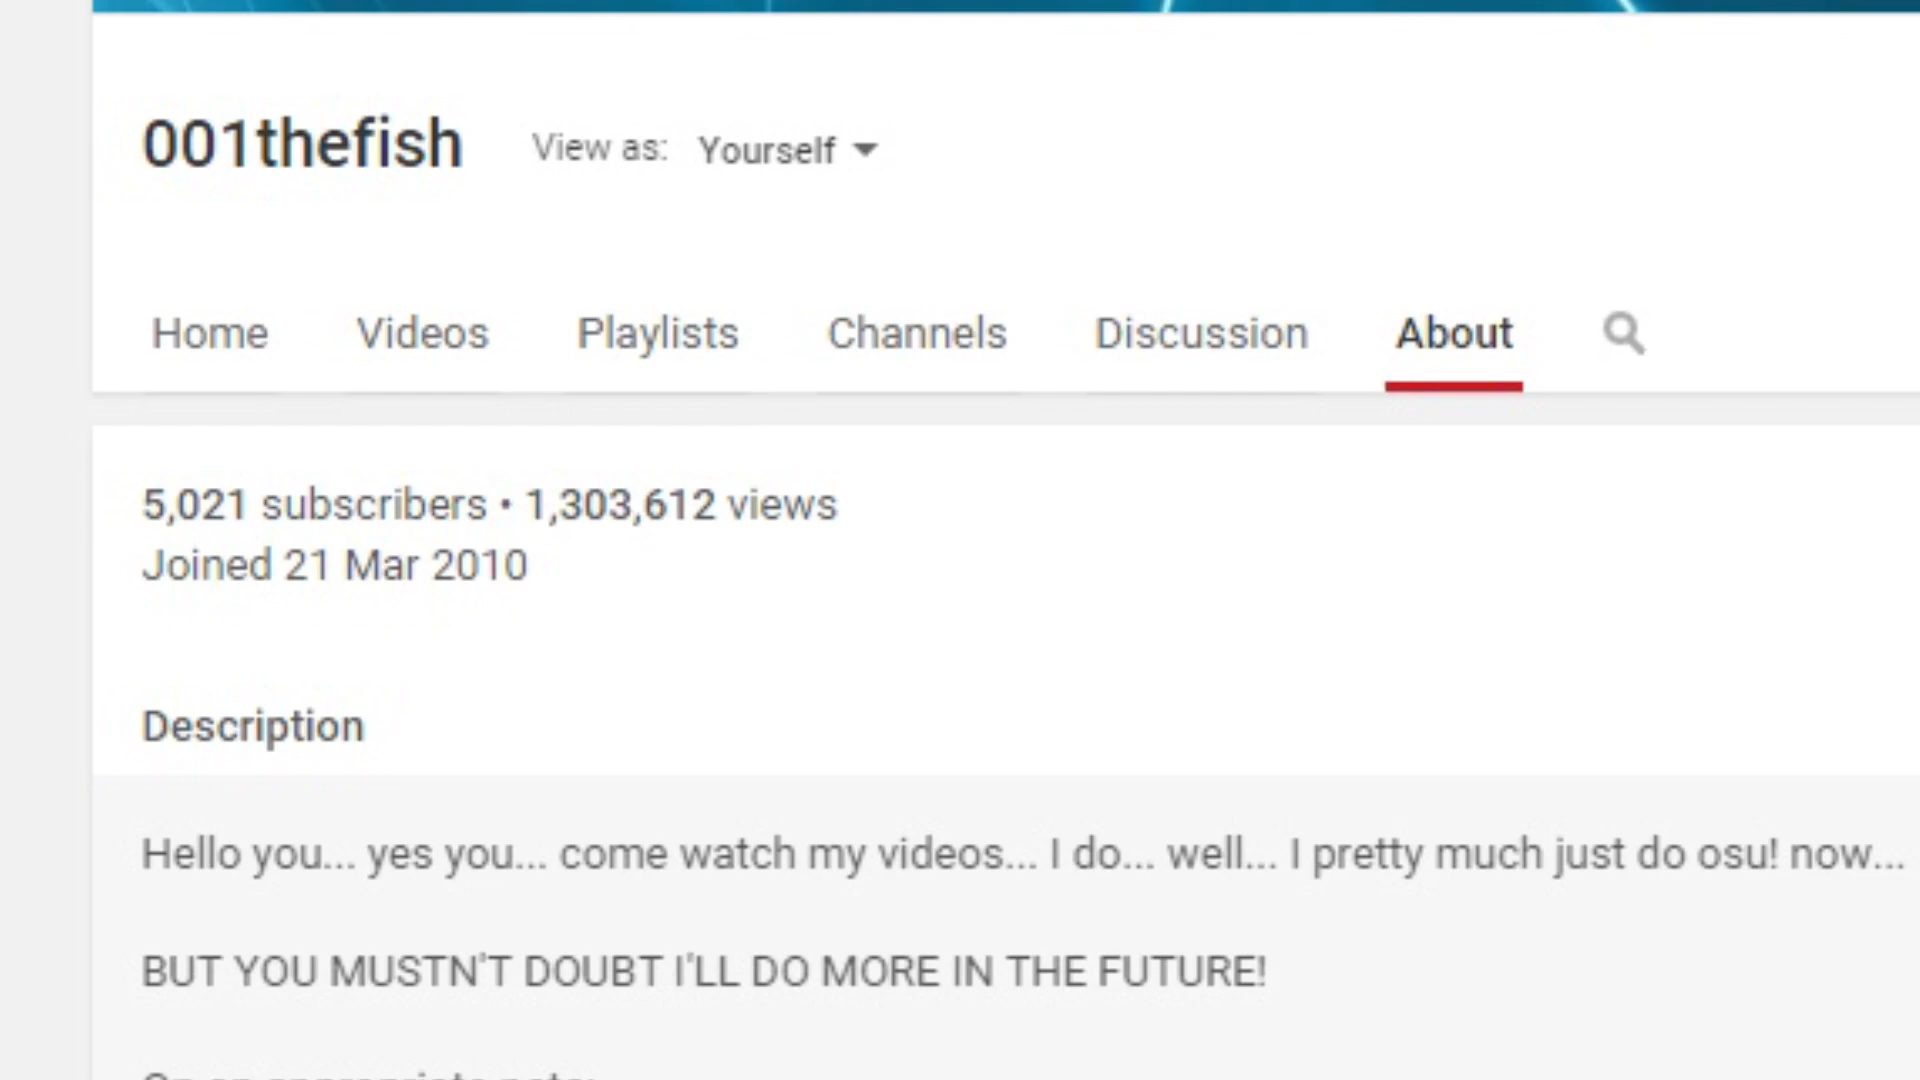 001thefish View as: Yourself
Home Videos Playlists Channels Discussion About
5,021 subscribers • 1,303,612 views
Joined 21 Mar 2010
Description
Hello you... yes you... come watch my videos... I do... well... I pretty much just do osu! now...
BUT YOU MUSTN'T DOUBT I'LL DO MORE IN THE FUTURE!